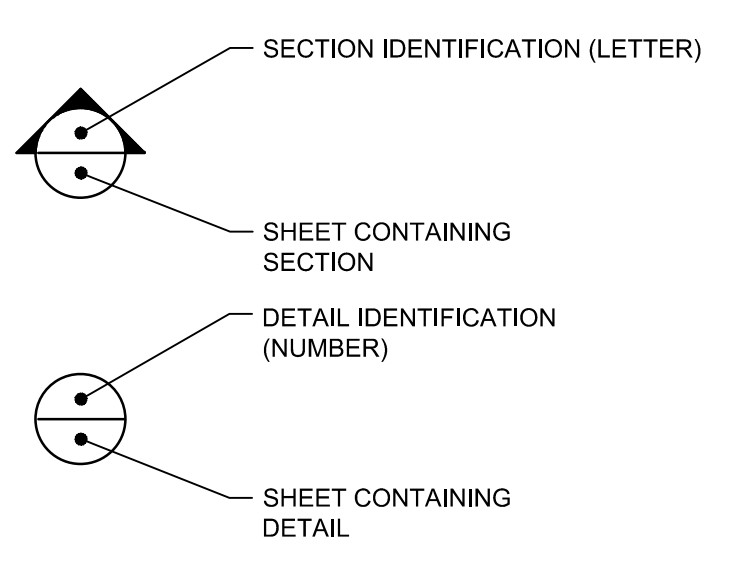 SECTION IDENTIFICATION (LETTER)
SHEET CONTAINING
SECTION
DETAIL IDENTIFICATION
(NUMBER)
SHEET CONTAINING
DETAIL